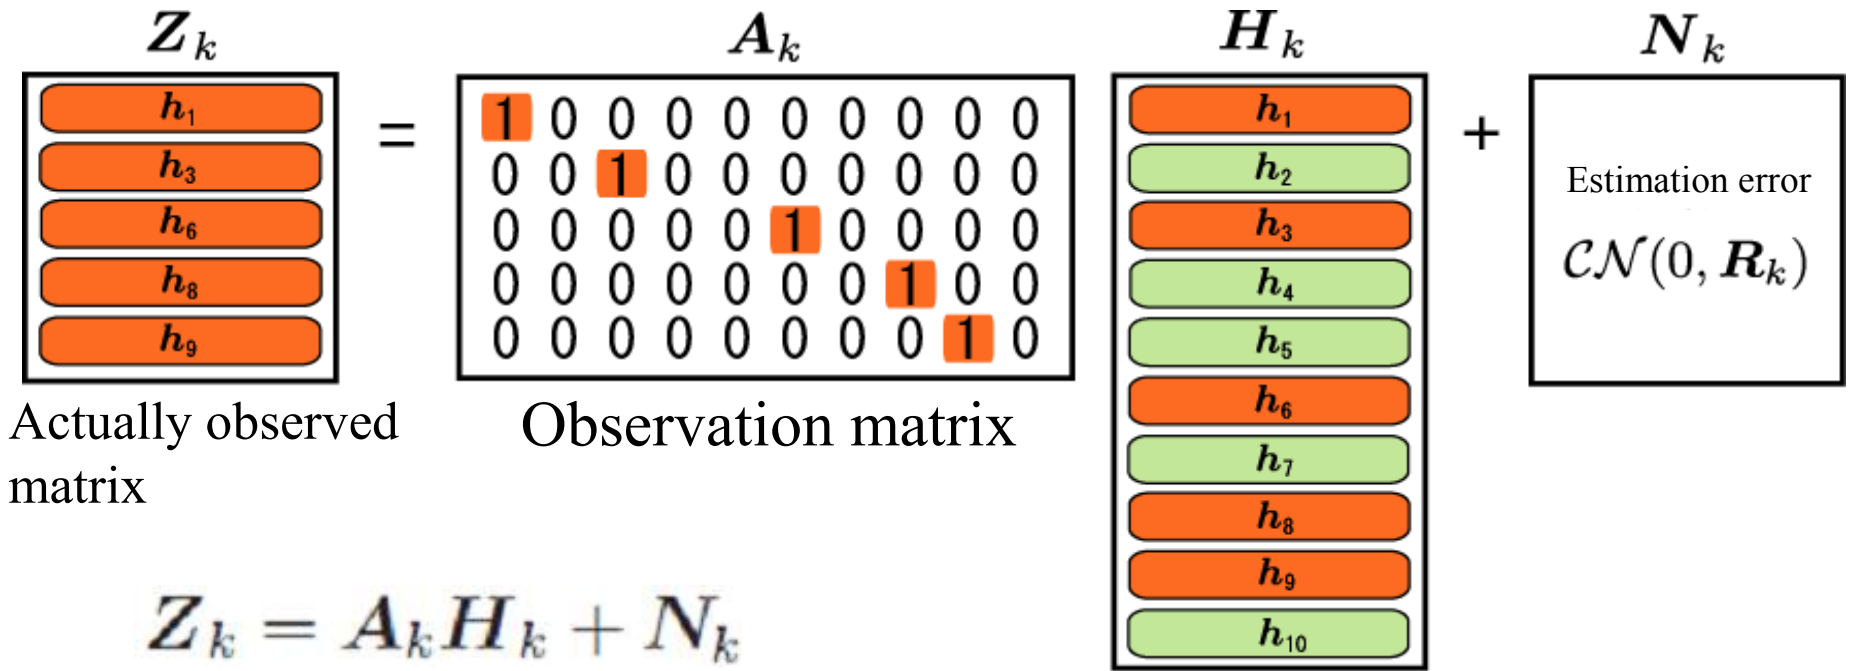 Z_k = A_k H_k + N_k
h_1
h_3
h_6
h_8
h_9
1 0 0 0 0 0 0 0 0 0
0 0 1 0 0 0 0 0 0 0
0 0 0 0 0 1 0 0 0 0
0 0 0 0 0 0 0 1 0 0
0 0 0 0 0 0 0 0 1 0
h_1
h_2
h_3
h_4
h_5
h_6
h_7
h_8
h_9
h_10
Estimation error
𝒞𝒩(0, R_k)
Actually observed
matrix
Observation matrix
Z_k = A_k H_k + N_k